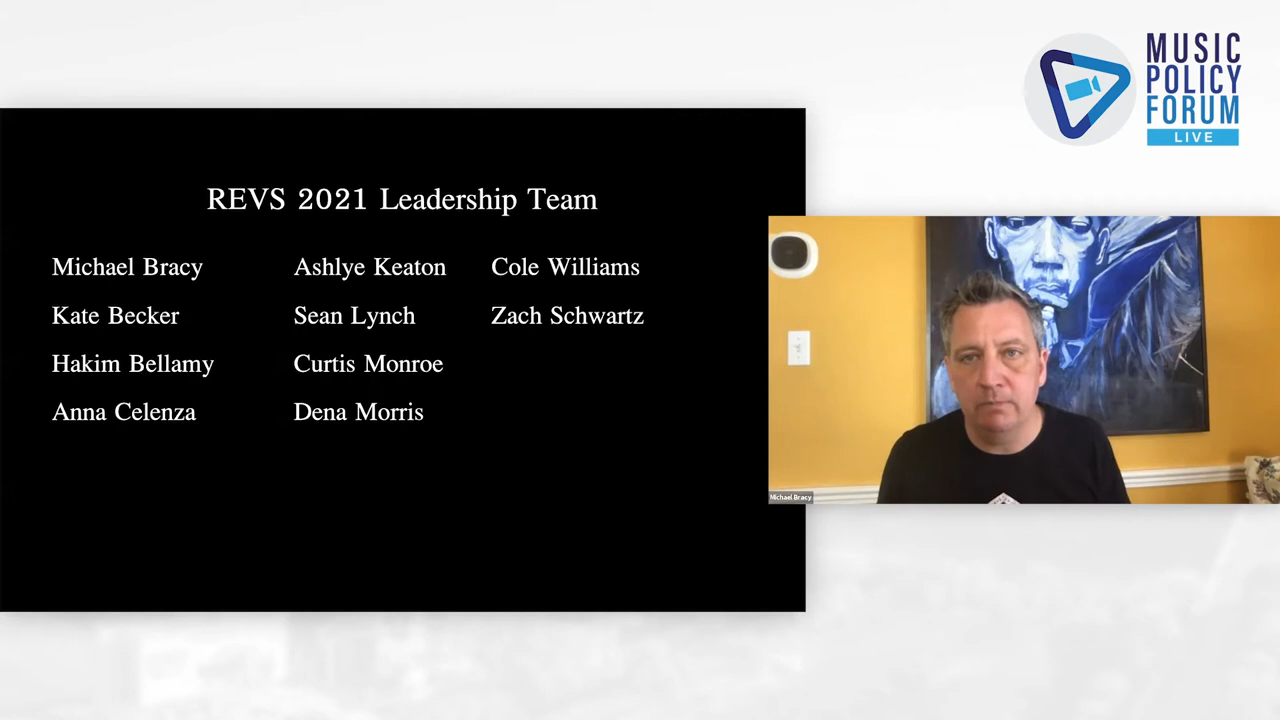 MUSIC
POLICY
FORUM
LIVE
REVS 2021 Leadership Team
Michael Bracy
Kate Becker
Hakim Bellamy
Anna Celenza
Ashlye Keaton
Sean Lynch
Curtis Monroe
Dena Morris
Cole Williams
Zach Schwartz
Michael Bracy